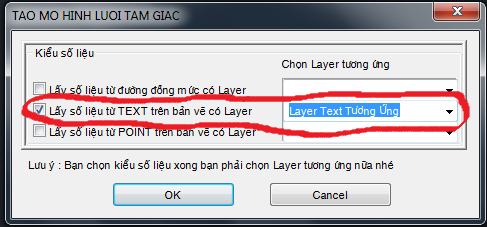 TAO MO HINH LUOI TAM GIAC
Kiểu số liệu
Chọn Layer tương ứng
Lấy số liệu từ đường đồng mức có Layer
Lấy số liệu từ TEXT trên bản vẽ có Layer
Layer Text Tương Ứng
Lấy số liệu từ POINT trên bản vẽ có Layer
Lưu ý : Bạn chọn kiểu số liệu xong bạn phải chọn Layer tương ứng nữa nhé
OK
Cancel